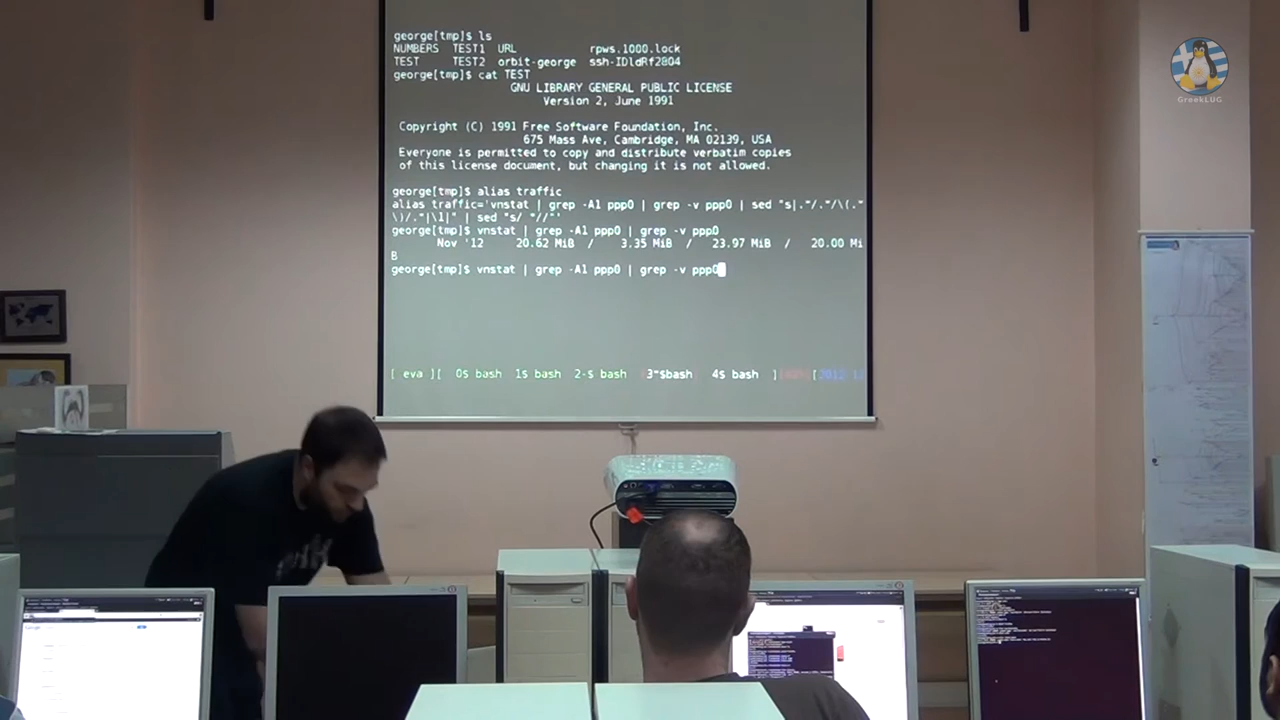 george[tmp]$ ls
NUMBERS TEST1 URL rpws.1000.lock
TEST TEST2 orbit-george ssh-IDldRf2804
george[tmp]$ cat TEST
GNU LIBRARY GENERAL PUBLIC LICENSE
Version 2, June 1991
Copyright (C) 1991 Free Software Foundation, Inc.
675 Mass Ave, Cambridge, MA 02139, USA
Everyone is permitted to copy and distribute verbatim copies
of this license document, but changing it is not allowed.
george[tmp]$ alias traffic
alias traffic='vnstat | grep -A1 ppp0 | grep -v ppp0 | sed "s|.*/.*/\(.*
\)/.*|\1|" | sed "s/ *//"'
george[tmp]$ vnstat | grep -A1 ppp0 | grep -v ppp0
Nov '12 20.62 MiB / 3.35 MiB / 23.97 MiB / 20.00 Mi
B
george[tmp]$ vnstat | grep -A1 ppp0 | grep -v ppp0
[ eva ][ 0$ bash 1$ bash 2-$ bash 3*$bash 4$ bash ][2012-12
GreekLUG
Google